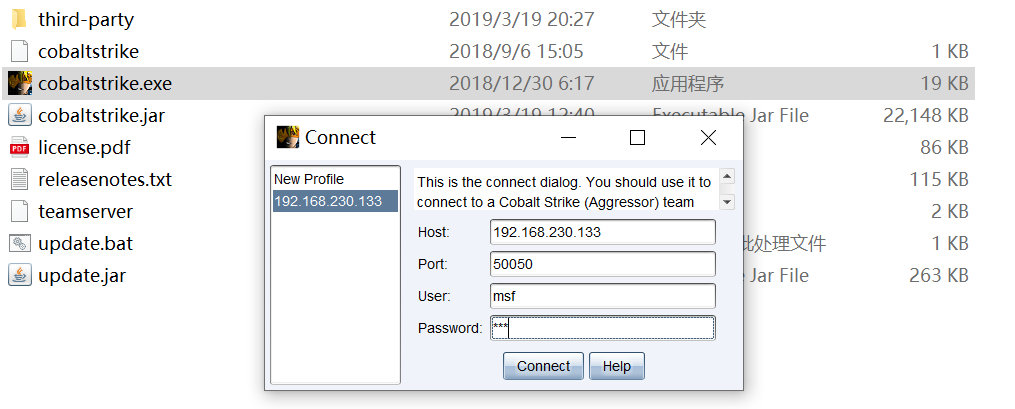 third-party 2019/3/19 20:27 文件夹
cobaltstrike 2018/9/6 15:05 文件 1 KB
cobaltstrike.exe 2018/12/30 6:17 应用程序 19 KB
cobaltstrike.jar 2019/3/19 12:40 Executable Jar File 22,148 KB
license.pdf 86 KB
releasenotes.txt 115 KB
teamserver 2 KB
update.bat 处理文件 1 KB
update.jar Jar File 263 KB
Connect
New Profile
192.168.230.133
This is the connect dialog. You should use it to
connect to a Cobalt Strike (Aggressor) team
Host: 192.168.230.133
Port: 50050
User: msf
Password: ***
Connect Help